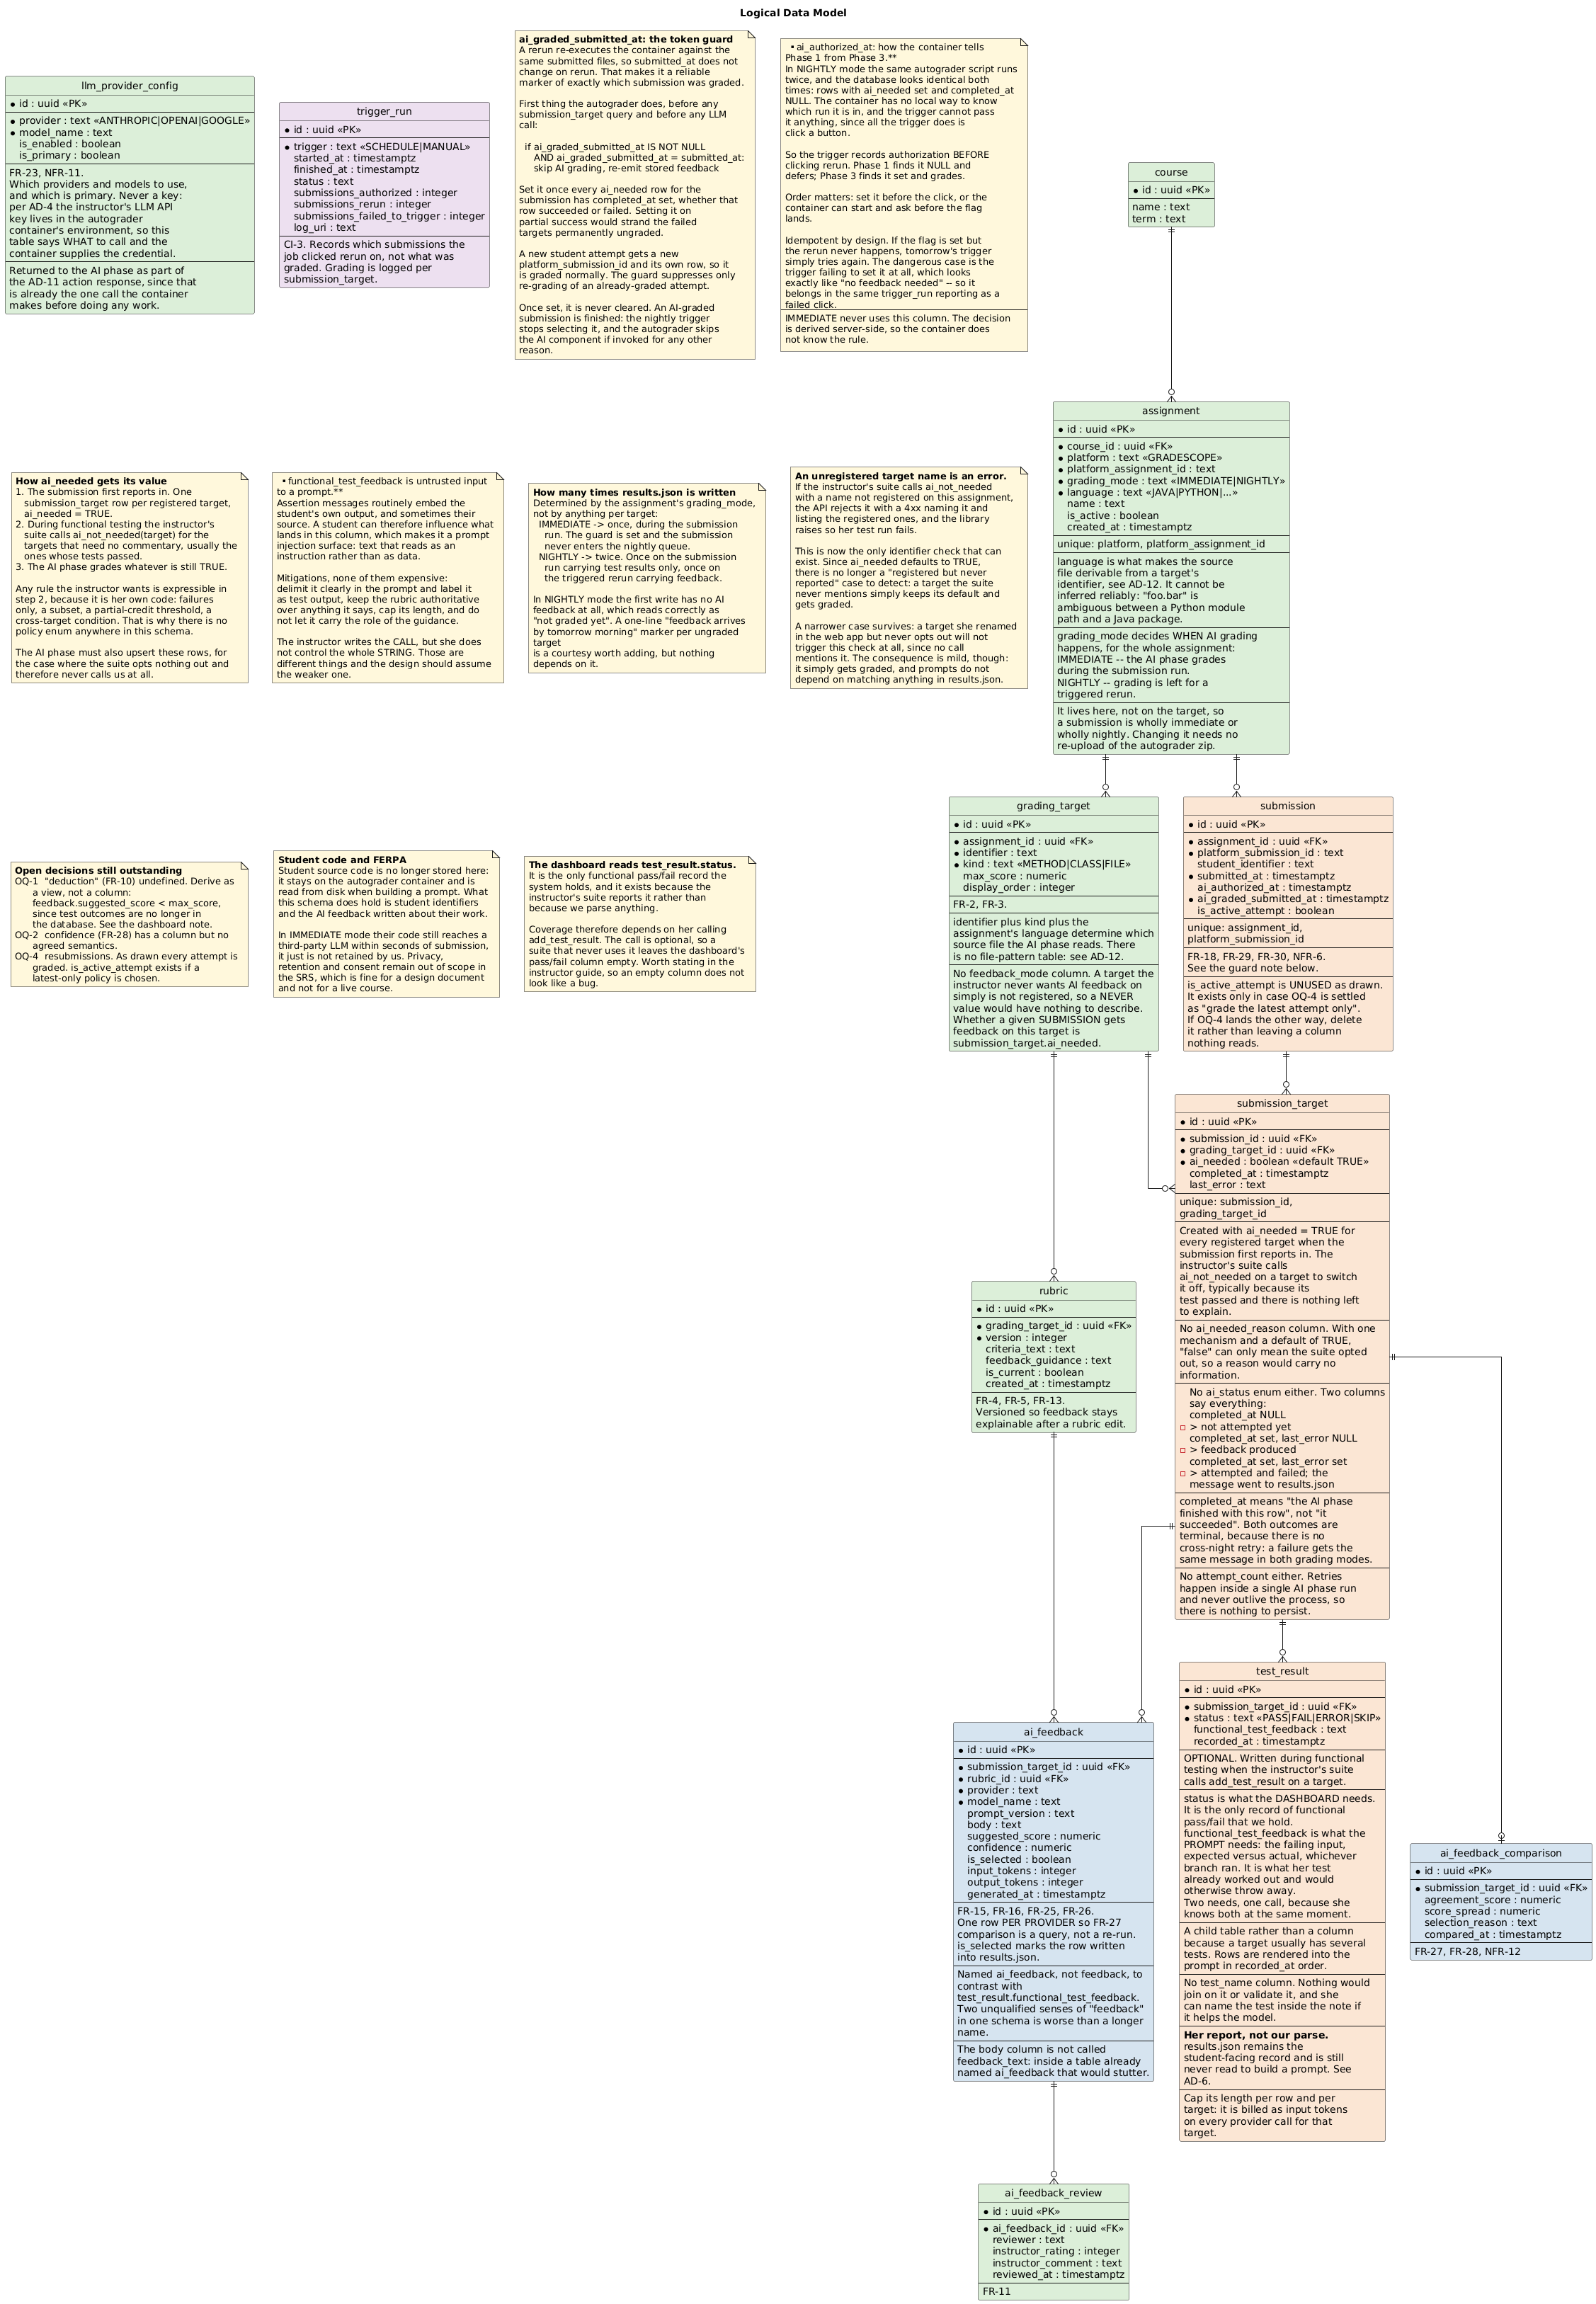 Logical Data Model
llm_provider_config
id : uuid «PK»
provider : text «ANTHROPIC|OPENAI|GOOGLE»
model_name : text
is_enabled : boolean
is_primary : boolean
FR-23, NFR-11.
Which providers and models to use,
and which is primary. Never a key:
per AD-4 the instructor's LLM API
key lives in the autograder
container's environment, so this
table says WHAT to call and the
container supplies the credential.
Returned to the AI phase as part of
the AD-11 action response, since that
is already the one call the container
makes before doing any work.
trigger_run
id : uuid «PK»
trigger : text «SCHEDULE|MANUAL»
started_at : timestamptz
finished_at : timestamptz
status : text
submissions_authorized : integer
submissions_rerun : integer
submissions_failed_to_trigger : integer
log_uri : text
CI-3. Records which submissions the
job clicked rerun on, not what was
graded. Grading is logged per
submission_target.
ai_graded_submitted_at: the token guard
A rerun re-executes the container against the
same submitted files, so submitted_at does not
change on rerun. That makes it a reliable
marker of exactly which submission was graded.
First thing the autograder does, before any
submission_target query and before any LLM
call:
if ai_graded_submitted_at IS NOT NULL
AND ai_graded_submitted_at = submitted_at:
skip AI grading, re-emit stored feedback
Set it once every ai_needed row for the
submission has completed_at set, whether that
row succeeded or failed. Setting it on
partial success would strand the failed
targets permanently ungraded.
A new student attempt gets a new
platform_submission_id and its own row, so it
is graded normally. The guard suppresses only
re-grading of an already-graded attempt.
Once set, it is never cleared. An AI-graded
submission is finished: the nightly trigger
stops selecting it, and the autograder skips
the AI component if invoked for any other
reason.
• ai_authorized_at: how the container tells
Phase 1 from Phase 3.**
In NIGHTLY mode the same autograder script runs
twice, and the database looks identical both
times: rows with ai_needed set and completed_at
NULL. The container has no local way to know
which run it is in, and the trigger cannot pass
it anything, since all the trigger does is
click a button.
So the trigger records authorization BEFORE
clicking rerun. Phase 1 finds it NULL and
defers; Phase 3 finds it set and grades.
Order matters: set it before the click, or the
container can start and ask before the flag
lands.
Idempotent by design. If the flag is set but
the rerun never happens, tomorrow's trigger
simply tries again. The dangerous case is the
trigger failing to set it at all, which looks
exactly like "no feedback needed" -- so it
belongs in the same trigger_run reporting as a
failed click.
IMMEDIATE never uses this column. The decision
is derived server-side, so the container does
not know the rule.
course
id : uuid «PK»
name : text
term : text
How ai_needed gets its value
1. The submission first reports in. One
submission_target row per registered target,
ai_needed = TRUE.
2. During functional testing the instructor's
suite calls ai_not_needed(target) for the
targets that need no commentary, usually the
ones whose tests passed.
3. The AI phase grades whatever is still TRUE.
Any rule the instructor wants is expressible in
step 2, because it is her own code: failures
only, a subset, a partial-credit threshold, a
cross-target condition. That is why there is no
policy enum anywhere in this schema.
The AI phase must also upsert these rows, for
the case where the suite opts nothing out and
therefore never calls us at all.
• functional_test_feedback is untrusted input
to a prompt.**
Assertion messages routinely embed the
student's own output, and sometimes their
source. A student can therefore influence what
lands in this column, which makes it a prompt
injection surface: text that reads as an
instruction rather than as data.
Mitigations, none of them expensive:
delimit it clearly in the prompt and label it
as test output, keep the rubric authoritative
over anything it says, cap its length, and do
not let it carry the role of the guidance.
The instructor writes the CALL, but she does
not control the whole STRING. Those are
different things and the design should assume
the weaker one.
How many times results.json is written
Determined by the assignment's grading_mode,
not by anything per target:
IMMEDIATE -> once, during the submission
run. The guard is set and the submission
never enters the nightly queue.
NIGHTLY -> twice. Once on the submission
run carrying test results only, once on
the triggered rerun carrying feedback.
In NIGHTLY mode the first write has no AI
feedback at all, which reads correctly as
"not graded yet". A one-line "feedback arrives
by tomorrow morning" marker per ungraded
target
is a courtesy worth adding, but nothing
depends on it.
An unregistered target name is an error.
If the instructor's suite calls ai_not_needed
with a name not registered on this assignment,
the API rejects it with a 4xx naming it and
listing the registered ones, and the library
raises so her test run fails.
This is now the only identifier check that can
exist. Since ai_needed defaults to TRUE,
there is no longer a "registered but never
reported" case to detect: a target the suite
never mentions simply keeps its default and
gets graded.
A narrower case survives: a target she renamed
in the web app but never opts out will not
trigger this check at all, since no call
mentions it. The consequence is mild, though:
it simply gets graded, and prompts do not
depend on matching anything in results.json.
assignment
id : uuid «PK»
course_id : uuid «FK»
platform : text «GRADESCOPE»
platform_assignment_id : text
grading_mode : text «IMMEDIATE|NIGHTLY»
language : text «JAVA|PYTHON|...»
name : text
is_active : boolean
created_at : timestamptz
unique: platform, platform_assignment_id
language is what makes the source
file derivable from a target's
identifier, see AD-12. It cannot be
inferred reliably: "foo.bar" is
ambiguous between a Python module
path and a Java package.
grading_mode decides WHEN AI grading
happens, for the whole assignment:
IMMEDIATE -- the AI phase grades
during the submission run.
NIGHTLY -- grading is left for a
triggered rerun.
It lives here, not on the target, so
a submission is wholly immediate or
wholly nightly. Changing it needs no
re-upload of the autograder zip.
Open decisions still outstanding
OQ-1 "deduction" (FR-10) undefined. Derive as
a view, not a column:
feedback.suggested_score < max_score,
since test outcomes are no longer in
the database. See the dashboard note.
OQ-2 confidence (FR-28) has a column but no
agreed semantics.
OQ-4 resubmissions. As drawn every attempt is
graded. is_active_attempt exists if a
latest-only policy is chosen.
Student code and FERPA
Student source code is no longer stored here:
it stays on the autograder container and is
read from disk when building a prompt. What
this schema does hold is student identifiers
and the AI feedback written about their work.
In IMMEDIATE mode their code still reaches a
third-party LLM within seconds of submission,
it just is not retained by us. Privacy,
retention and consent remain out of scope in
the SRS, which is fine for a design document
and not for a live course.
The dashboard reads test_result.status.
It is the only functional pass/fail record the
system holds, and it exists because the
instructor's suite reports it rather than
because we parse anything.
Coverage therefore depends on her calling
add_test_result. The call is optional, so a
suite that never uses it leaves the dashboard's
pass/fail column empty. Worth stating in the
instructor guide, so an empty column does not
look like a bug.
grading_target
id : uuid «PK»
assignment_id : uuid «FK»
identifier : text
kind : text «METHOD|CLASS|FILE»
max_score : numeric
display_order : integer
FR-2, FR-3.
identifier plus kind plus the
assignment's language determine which
source file the AI phase reads. There
is no file-pattern table: see AD-12.
No feedback_mode column. A target the
instructor never wants AI feedback on
simply is not registered, so a NEVER
value would have nothing to describe.
Whether a given SUBMISSION gets
feedback on this target is
submission_target.ai_needed.
submission
id : uuid «PK»
assignment_id : uuid «FK»
platform_submission_id : text
student_identifier : text
submitted_at : timestamptz
ai_authorized_at : timestamptz
ai_graded_submitted_at : timestamptz
is_active_attempt : boolean
unique: assignment_id,
platform_submission_id
FR-18, FR-29, FR-30, NFR-6.
See the guard note below.
is_active_attempt is UNUSED as drawn.
It exists only in case OQ-4 is settled
as "grade the latest attempt only".
If OQ-4 lands the other way, delete
it rather than leaving a column
nothing reads.
submission_target
id : uuid «PK»
submission_id : uuid «FK»
grading_target_id : uuid «FK»
ai_needed : boolean «default TRUE»
completed_at : timestamptz
last_error : text
unique: submission_id,
grading_target_id
Created with ai_needed = TRUE for
every registered target when the
submission first reports in. The
instructor's suite calls
ai_not_needed on a target to switch
it off, typically because its
test passed and there is nothing left
to explain.
No ai_needed_reason column. With one
mechanism and a default of TRUE,
"false" can only mean the suite opted
out, so a reason would carry no
information.
No ai_status enum either. Two columns
say everything:
completed_at NULL
> not attempted yet
completed_at set, last_error NULL
> feedback produced
completed_at set, last_error set
> attempted and failed; the
message went to results.json
completed_at means "the AI phase
finished with this row", not "it
succeeded". Both outcomes are
terminal, because there is no
cross-night retry: a failure gets the
same message in both grading modes.
No attempt_count either. Retries
happen inside a single AI phase run
and never outlive the process, so
there is nothing to persist.
rubric
id : uuid «PK»
grading_target_id : uuid «FK»
version : integer
criteria_text : text
feedback_guidance : text
is_current : boolean
created_at : timestamptz
FR-4, FR-5, FR-13.
Versioned so feedback stays
explainable after a rubric edit.
test_result
id : uuid «PK»
submission_target_id : uuid «FK»
status : text «PASS|FAIL|ERROR|SKIP»
functional_test_feedback : text
recorded_at : timestamptz
OPTIONAL. Written during functional
testing when the instructor's suite
calls add_test_result on a target.
status is what the DASHBOARD needs.
It is the only record of functional
pass/fail that we hold.
functional_test_feedback is what the
PROMPT needs: the failing input,
expected versus actual, whichever
branch ran. It is what her test
already worked out and would
otherwise throw away.
Two needs, one call, because she
knows both at the same moment.
A child table rather than a column
because a target usually has several
tests. Rows are rendered into the
prompt in recorded_at order.
No test_name column. Nothing would
join on it or validate it, and she
can name the test inside the note if
it helps the model.
Her report, not our parse.
results.json remains the
student-facing record and is still
never read to build a prompt. See
AD-6.
Cap its length per row and per
target: it is billed as input tokens
on every provider call for that
target.
ai_feedback
id : uuid «PK»
submission_target_id : uuid «FK»
rubric_id : uuid «FK»
provider : text
model_name : text
prompt_version : text
body : text
suggested_score : numeric
confidence : numeric
is_selected : boolean
input_tokens : integer
output_tokens : integer
generated_at : timestamptz
FR-15, FR-16, FR-25, FR-26.
One row PER PROVIDER so FR-27
comparison is a query, not a re-run.
is_selected marks the row written
into results.json.
Named ai_feedback, not feedback, to
contrast with
test_result.functional_test_feedback.
Two unqualified senses of "feedback"
in one schema is worse than a longer
name.
The body column is not called
feedback_text: inside a table already
named ai_feedback that would stutter.
ai_feedback_comparison
id : uuid «PK»
submission_target_id : uuid «FK»
agreement_score : numeric
score_spread : numeric
selection_reason : text
compared_at : timestamptz
FR-27, FR-28, NFR-12
ai_feedback_review
id : uuid «PK»
ai_feedback_id : uuid «FK»
reviewer : text
instructor_rating : integer
instructor_comment : text
reviewed_at : timestamptz
FR-11